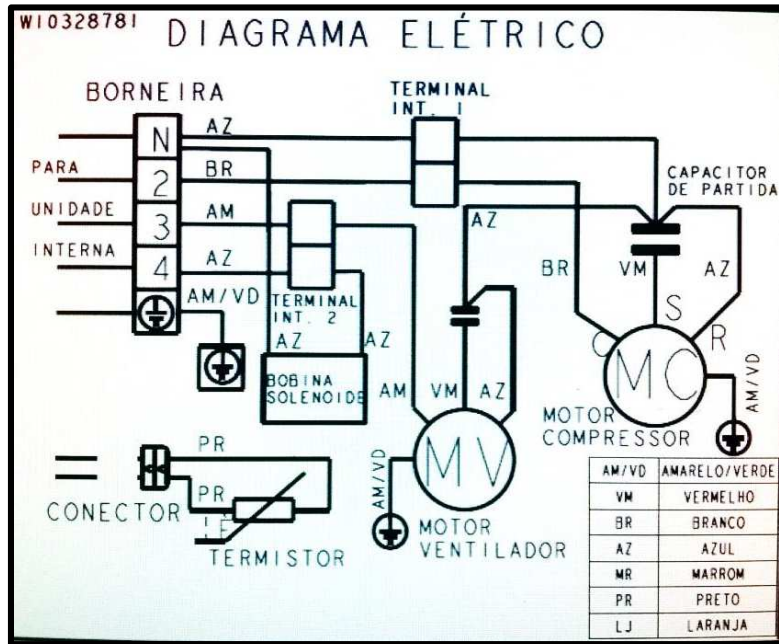 W10328781
DIAGRAMA ELÉTRICO
BORNEIRA
TERMINAL
INT. 1
N
AZ
PARA
2
BR
CAPACITOR
DE PARTIDA
UNIDADE
3
AM
AZ
INTERNA
4
AZ
BR
VM
AZ
AM/VD
TERMINAL
INT. 2
S
AZ
AZ
C
MC
R
BOBINA
SOLENOIDE
AM
VM
AZ
AM/VD
MOTOR
COMPRESSOR
PR
MV
AM/VD
PR
CONECTOR
TERMISTOR
MOTOR
VENTILADOR
AM/VD AMARELO/VERDE
VM VERMELHO
BR BRANCO
AZ AZUL
MR MARROM
PR PRETO
LJ LARANJA